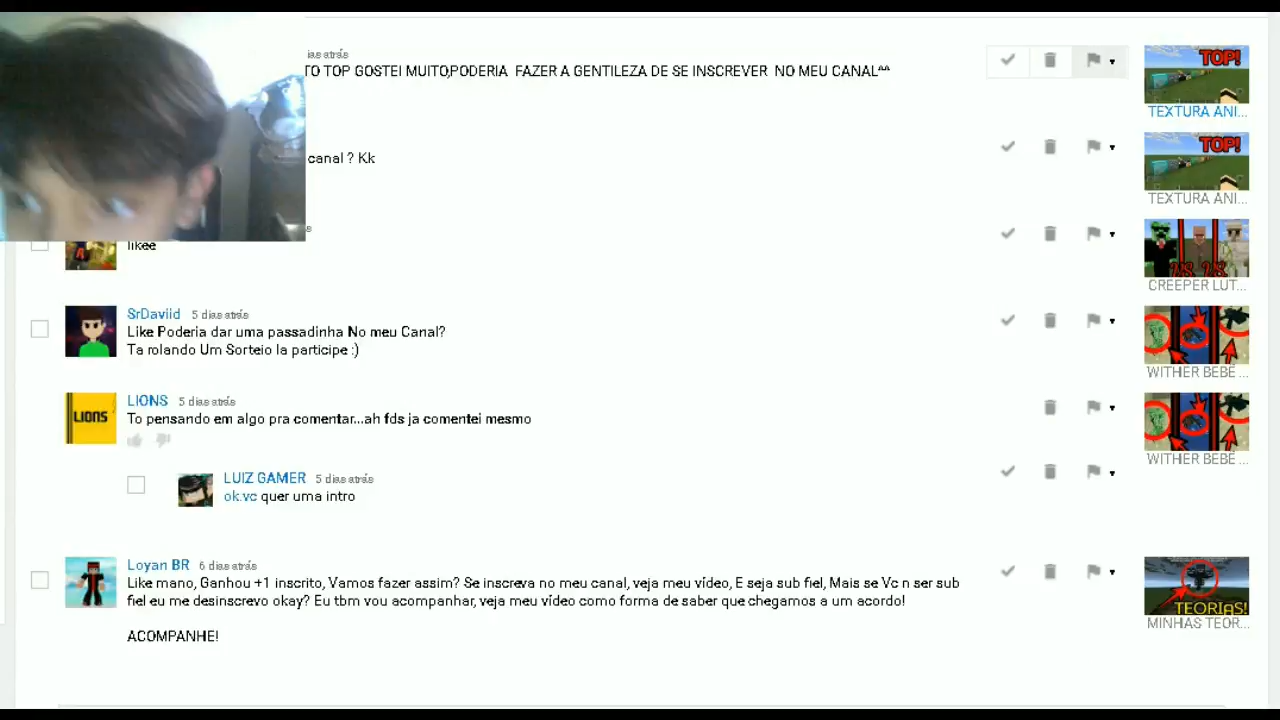 dias atrás
TO TOP GOSTEI MUITO,PODERIA FAZER A GENTILEZA DE SE INSCREVER NO MEU CANAL^^
TOP!
TEXTURA ANI...
canal ? Kk
TOP!
TEXTURA ANI...
likee
VS. VS.
CREEPER LUT...
SrDaviid 5 dias atrás
Like Poderia dar uma passadinha No meu Canal?
Ta rolando Um Sorteio la participe :)
WITHER BEBÊ ...
LIONS
LIONS 5 dias atrás
To pensando em algo pra comentar...ah fds ja comentei mesmo
WITHER BEBÊ ...
LUIZ GAMER 5 dias atrás
ok.vc quer uma intro
Loyan BR 6 dias atrás
Like mano, Ganhou +1 inscrito, Vamos fazer assim? Se inscreva no meu canal, veja meu vídeo, E seja sub fiel, Mais se Vc n ser sub
fiel eu me desinscrevo okay? Eu tbm vou acompanhar, veja meu vídeo como forma de saber que chegamos a um acordo!
ACOMPANHE!
TEORIAS!
MINHAS TEOR...